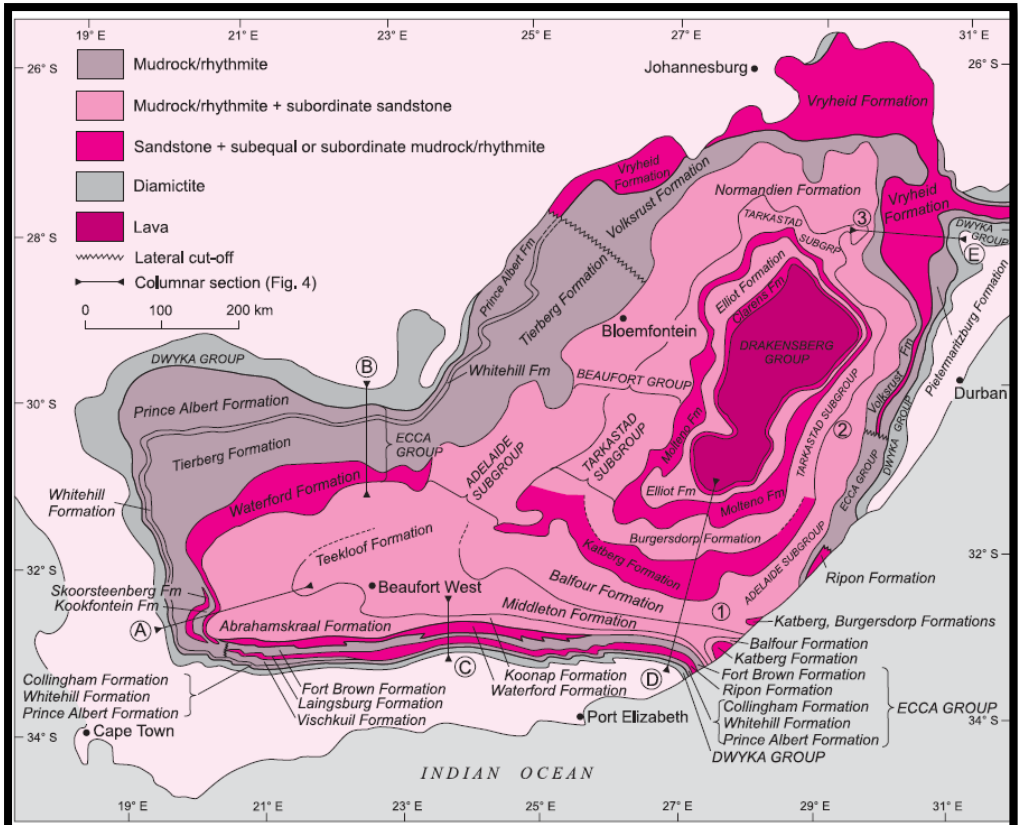 19° E
21° E
23° E
25° E
27° E
29° E
31° E
26° S
26° S
Mudrock/rhythmite
Mudrock/rhythmite + subordinate sandstone
Sandstone + subequal or subordinate mudrock/rhythmite
Diamictite
Lava
Lateral cut-off
Columnar section (Fig. 4)
0 100 200 km
28° S
28° S
30° S
30° S
32° S
32° S
34° S
34° S
Johannesburg
Vryheid Formation
Vryheid
Formation
Volksrust Formation
Normandien Formation
Vryheid
Formation
TARKASTAD
SUBGRP
3
DWYKA
GROUP
E
Prince Albert Fm
Tierberg Formation
Elliot Formation
Clarens Fm
Pietermaritzburg Formation
Bloemfontein
DRAKENSBERG
GROUP
DWYKA GROUP
B
Whitehill Fm
BEAUFORT GROUP
Volksrust Fm
Durban
Prince Albert Formation
Tierberg Formation
ECCA
GROUP
ADELAIDE
SUBGROUP
TARKASTAD
SUBGROUP
Molteno Fm
TARKASTAD SUBGROUP
2
DWYKA GROUP
ECCA GROUP
Whitehill
Formation
Waterford Formation
Elliot Fm
Molteno Fm
Teekloof Formation
Burgersdorp Formation
Katberg Formation
ADELAIDE SUBGROUP
Ripon Formation
Skoorsteenberg Fm
Kookfontein Fm
Beaufort West
Balfour Formation
A
Abrahamskraal Formation
Middleton Formation
1
Katberg, Burgersdorp Formations
Balfour Formation
Katberg Formation
C
D
Collingham Formation
Whitehill Formation
Prince Albert Formation
Fort Brown Formation
Laingsburg Formation
Vischkuil Formation
Koonap Formation
Waterford Formation
Fort Brown Formation
Ripon Formation
Collingham Formation
Whitehill Formation
Prince Albert Formation
ECCA GROUP
DWYKA GROUP
Cape Town
Port Elizabeth
INDIAN OCEAN
19° E
21° E
23° E
25° E
27° E
29° E
31° E